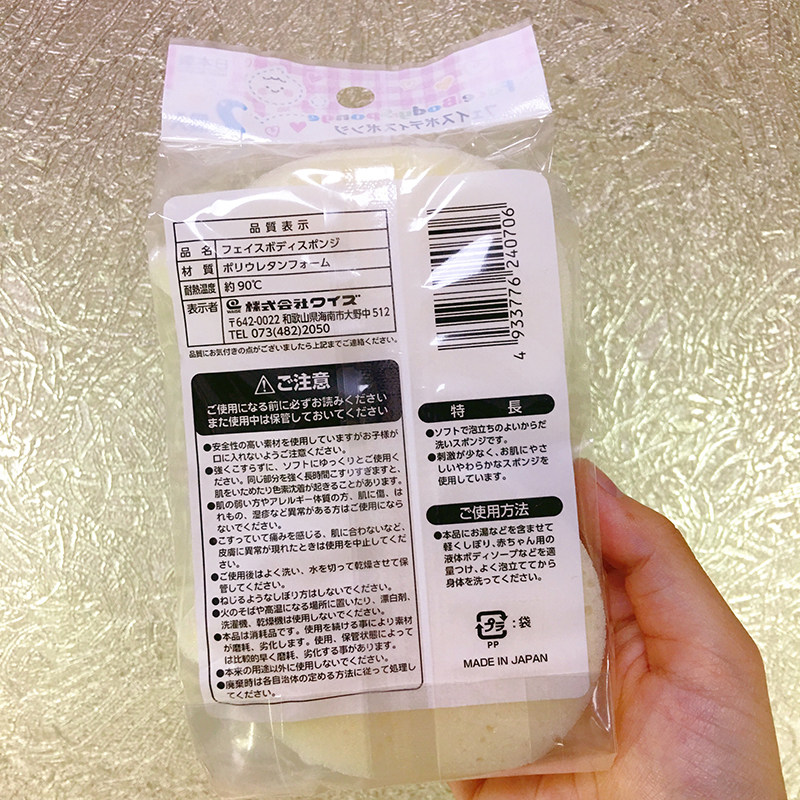 フェイスボディスポンジ
品質表示
品名 フェイスボディスポンジ
材質 ポリウレタンフォーム
耐熱温度 約90℃
表示者 株式会社ワイズ
〒642-0022 和歌山県海南市大野中512
TEL 073(482)2050
品質にお気付きの点がございましたら上記までご連絡ください。
ご注意
ご使用になる前に必ずお読みください
また使用中は保管しておいてください
●安全性の高い素材を使用していますがお子様が
口に入れないようご注意ください。
●強くこすらずに、ソフトにゆっくりとご使用く
ださい。同じ部分を強く長時間こすりすぎますと、
肌をいためたり色素沈着が起きることがあります。
●肌の弱い方やアレルギー体質の方、肌に傷、は
れもの、湿疹など異常がある方はご使用になら
ないでください。
●こすっていて痛みを感じる、肌に合わないなど、
皮膚に異常が現れたときは使用を中止してくだ
さい。
●ご使用後はよく洗い、水を切って乾燥させて保
管してください。
●ねじるようなしぼり方はしないでください。
●火のそばや高温になる場所に置いたり、漂白剤、
洗濯機、乾燥機は使用しないでください。
●本品は消耗品です。使用を続ける事により素材
が磨耗、劣化します。使用、保管状態によって
は比較的早く磨耗、劣化する事があります。
●本来の用途以外に使用しないでください。
●廃棄時は各自治体の定める方法に従って処理し
てください。
4 933776 240706
特長
●ソフトで泡立ちのよいからだ
洗いスポンジです。
●刺激が少なく、お肌にやさ
しいやわらかなスポンジを
使用しています。
ご使用方法
●本品にお湯などを含ませて
軽くしぼり、赤ちゃん用の
液体ボディソープなどを適
量つけ、よく泡立ててから
身体を洗ってください。
プラ :袋
PP
MADE IN JAPAN